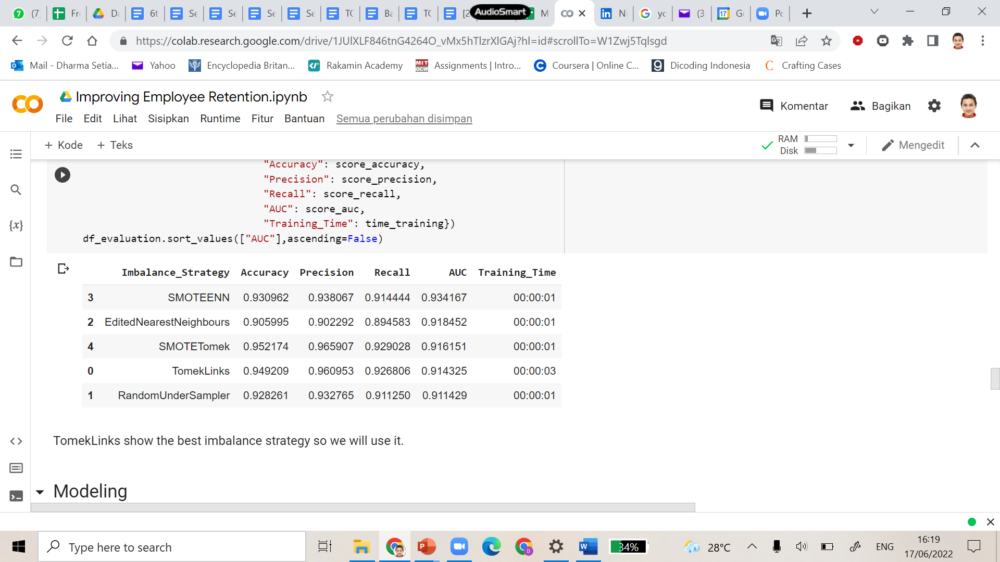 (7
Fr
Da
6t
Se
Se
Se
Se
TC
Ba
TC
[2
AudioSmart
M
Ni
yc
(3
Go
Pc
https://colab.research.google.com/drive/1JUlXLF846tnG4264O_vMx5hTlzrXlGAj?hl=id#scrollTo=W1Zwj5Tqlsgd
Mail - Dharma Setia...
Yahoo
Encyclopedia Britan...
Rakamin Academy
Assignments | Intro...
Coursera | Online C...
Dicoding Indonesia
Crafting Cases
Improving Employee Retention.ipynb
File Edit Lihat Sisipkan Runtime Fitur Bantuan Semua perubahan disimpan
Komentar
Bagikan
+ Kode + Teks
RAM
Disk
Mengedit
"Accuracy": score_accuracy,
"Precision": score_precision,
"Recall": score_recall,
"AUC": score_auc,
"Training_Time": time_training})
df_evaluation.sort_values(["AUC"],ascending=False)
Imbalance_Strategy Accuracy Precision Recall AUC Training_Time
3 SMOTEENN 0.930962 0.938067 0.914444 0.934167 00:00:01
2 EditedNearestNeighbours 0.905995 0.902292 0.894583 0.918452 00:00:01
4 SMOTETomek 0.952174 0.965907 0.929028 0.916151 00:00:01
0 TomekLinks 0.949209 0.960953 0.926806 0.914325 00:00:03
1 RandomUnderSampler 0.928261 0.932765 0.911250 0.911429 00:00:01
TomekLinks show the best imbalance strategy so we will use it.
Modeling
Type here to search
34%
28°C
ENG
16:19
17/06/2022